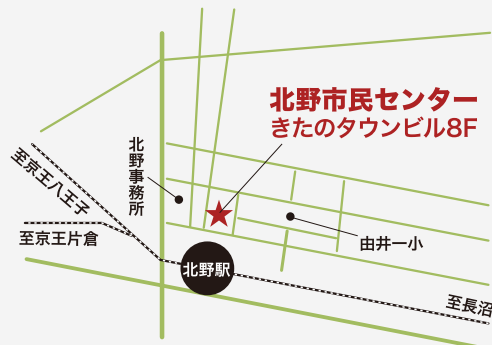 北野市民センター
きたのタウンビル8F
北野事務所
至京王八王子
至京王片倉
由井一小
北野駅
至長沼